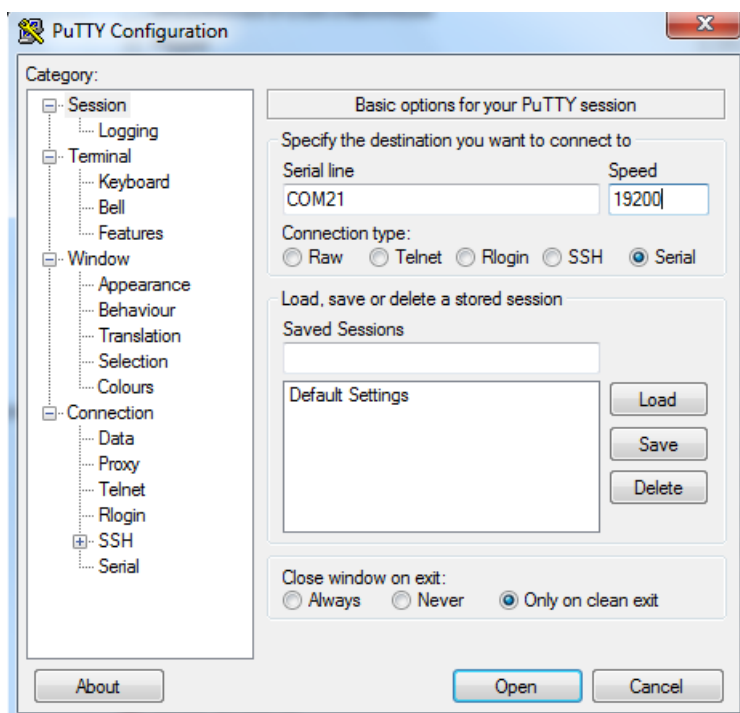 PuTTY Configuration
Category:
Session
Logging
Terminal
Keyboard
Bell
Features
Window
Appearance
Behaviour
Translation
Selection
Colours
Connection
Data
Proxy
Telnet
Rlogin
SSH
Serial
Basic options for your PuTTY session
Specify the destination you want to connect to
Serial line Speed
COM21 19200
Connection type:
Raw Telnet Rlogin SSH Serial
Load, save or delete a stored session
Saved Sessions
Default Settings
Load
Save
Delete
Close window on exit:
Always Never Only on clean exit
About Open Cancel